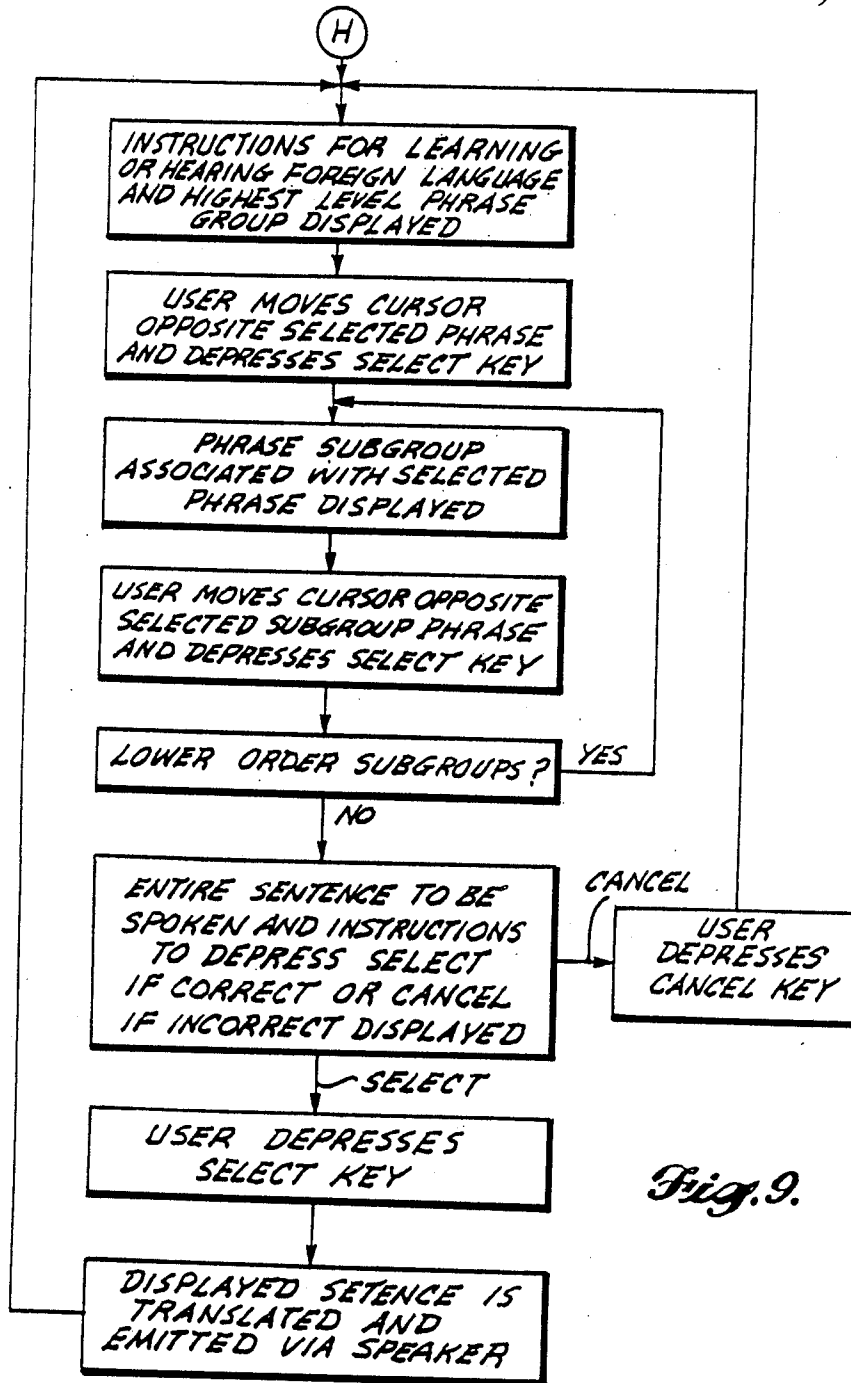 H
INSTRUCTIONS FOR LEARNING
OR HEARING FOREIGN LANGUAGE
AND HIGHEST LEVEL PHRASE
GROUP DISPLAYED
USER MOVES CURSOR
OPPOSITE SELECTED PHRASE
AND DEPRESSES SELECT KEY
PHRASE SUBGROUP
ASSOCIATED WITH SELECTED
PHRASE DISPLAYED
USER MOVES CURSOR OPPOSITE
SELECTED SUBGROUP PHRASE
AND DEPRESSES SELECT KEY
LOWER ORDER SUBGROUPS?
YES
NO
ENTIRE SENTENCE TO BE
SPOKEN AND INSTRUCTIONS
TO DEPRESS SELECT
IF CORRECT OR CANCEL
IF INCORRECT DISPLAYED
CANCEL
USER
DEPRESSES
CANCEL KEY
SELECT
USER DEPRESSES
SELECT KEY
Fig. 9.
DISPLAYED SETENCE IS
TRANSLATED AND
EMITTED VIA SPEAKER